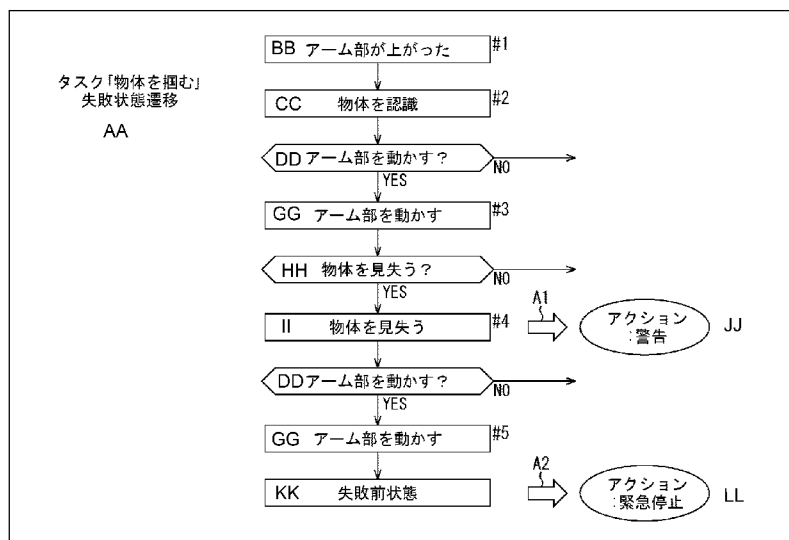 BB アーム部が上がった #1
タスク「物体を掴む」
失敗状態遷移
AA
CC 物体を認識 #2
DD アーム部を動かす？
NO
YES
GG アーム部を動かす #3
HH 物体を見失う？
NO
YES
II 物体を見失う #4
A1
アクション
:警告
JJ
DD アーム部を動かす？
NO
YES
GG アーム部を動かす #5
KK 失敗前状態
A2
アクション
:緊急停止
LL